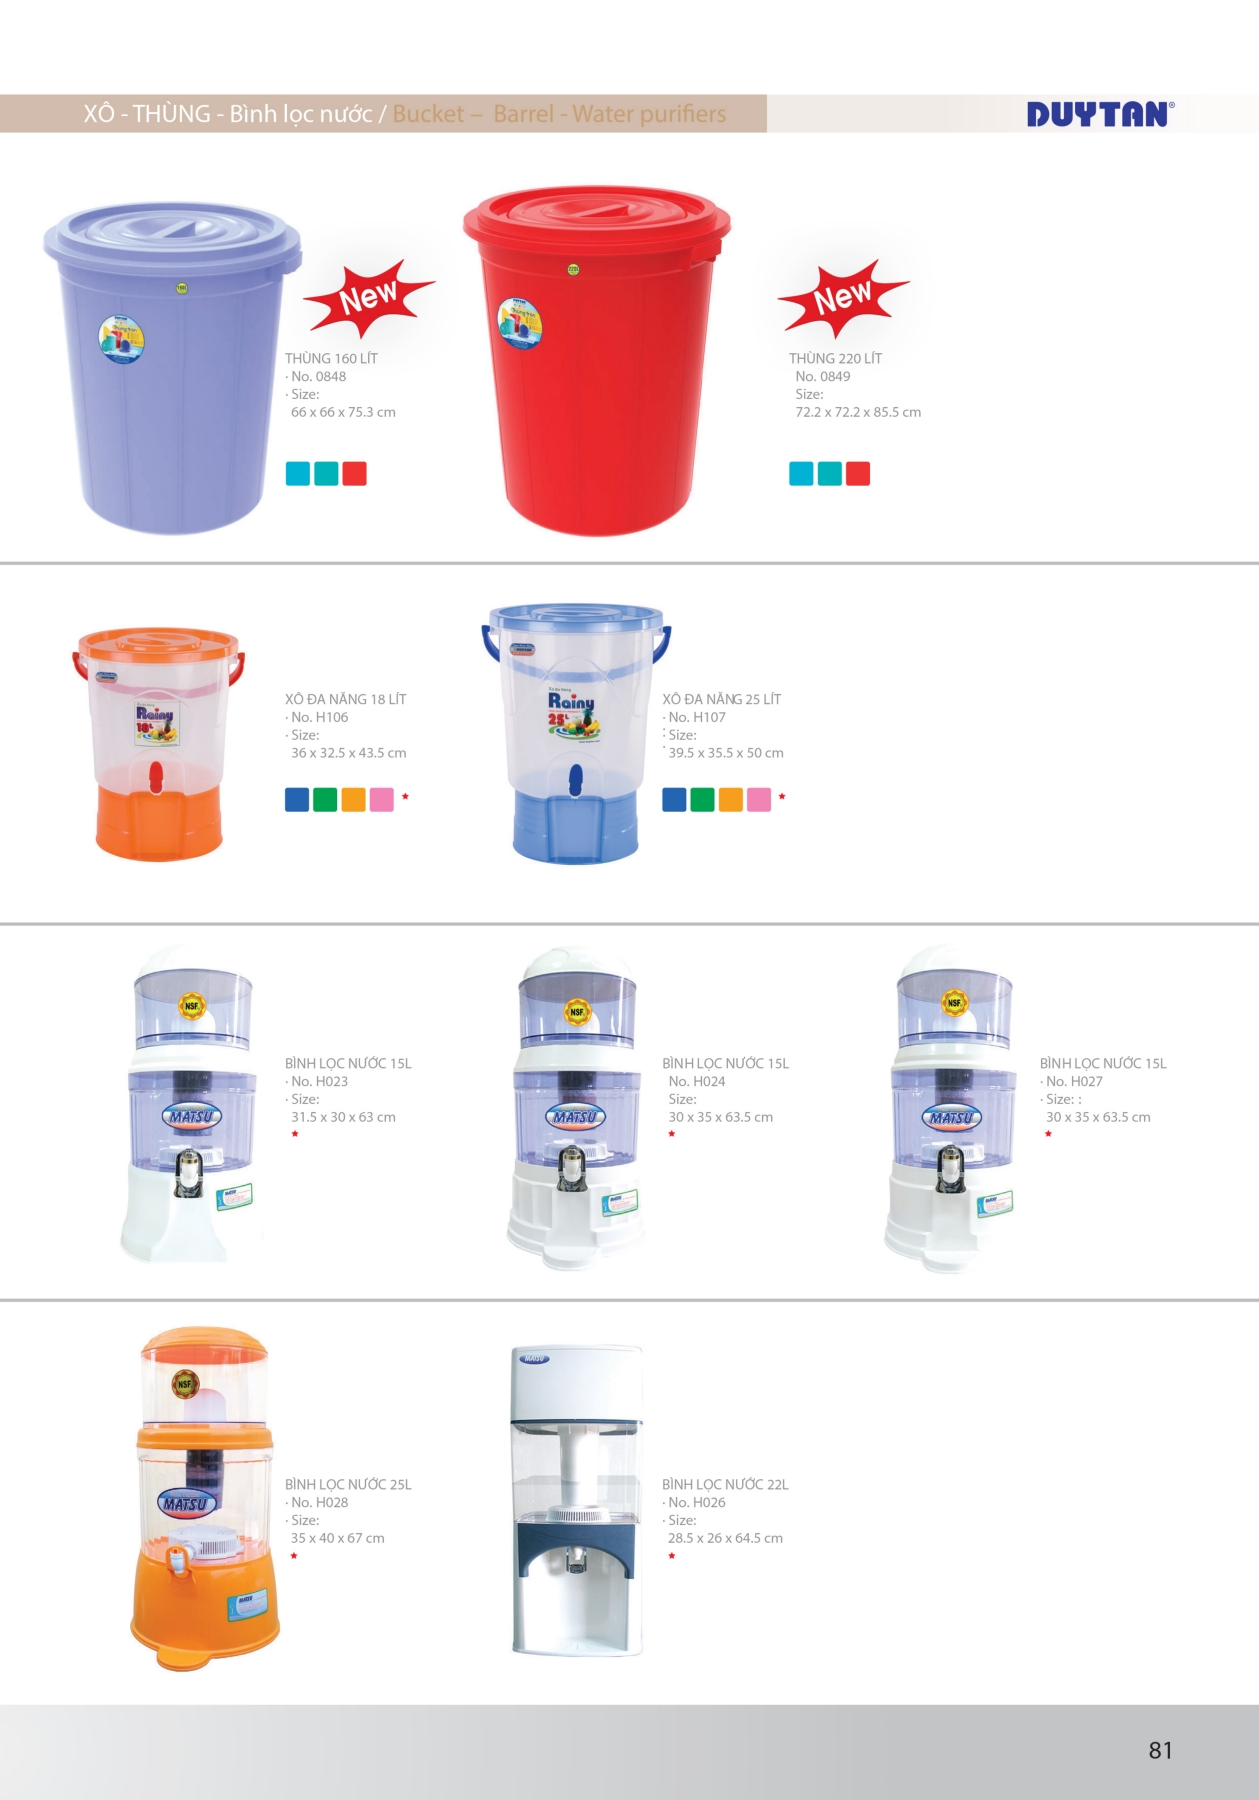 XÔ - THÙNG - Bình lọc nước / Bucket – Barrel - Water purifiers
DUYTAN®
New
New
THÙNG 160 LÍT
· No. 0848
· Size:
66 x 66 x 75.3 cm
THÙNG 220 LÍT
No. 0849
Size:
72.2 x 72.2 x 85.5 cm
Rainy
18L
XÔ ĐA NĂNG 18 LÍT
· No. H106
· Size:
36 x 32.5 x 43.5 cm
Rainy
25L
XÔ ĐA NĂNG 25 LÍT
· No. H107
· Size:
39.5 x 35.5 x 50 cm
NSF
MATSU
BÌNH LỌC NƯỚC 15L
· No. H023
· Size:
31.5 x 30 x 63 cm
NSF
MATSU
BÌNH LỌC NƯỚC 15L
No. H024
Size:
30 x 35 x 63.5 cm
NSF
MATSU
BÌNH LỌC NƯỚC 15L
· No. H027
· Size: :
30 x 35 x 63.5 cm
NSF
MATSU
BÌNH LỌC NƯỚC 25L
· No. H028
· Size:
35 x 40 x 67 cm
MATSU
BÌNH LỌC NƯỚC 22L
· No. H026
· Size:
28.5 x 26 x 64.5 cm
81